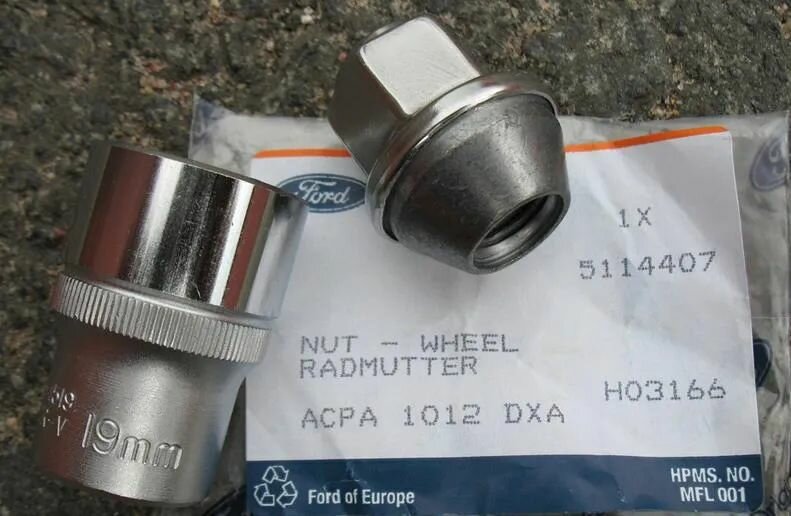 Ford
1X
5114407
NUT - WHEEL
RADMUTTER
H03166
ACPA 1012 DXA
19mm
Ford of Europe
HPMS. NO.
MFL 001